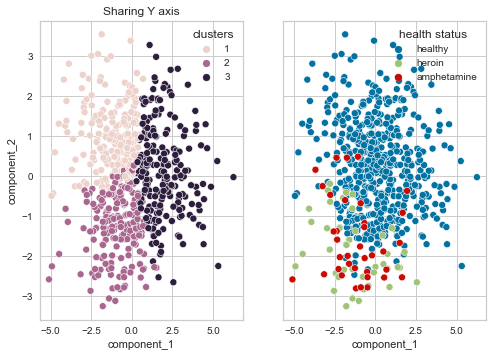 Sharing Y axis
clusters
1
2
3
health status
healthy
heroin
amphetamine
component_2
3
2
1
0
−1
−2
−3
−5.0 −2.5 0.0 2.5 5.0
component_1
−5.0 −2.5 0.0 2.5 5.0
component_1